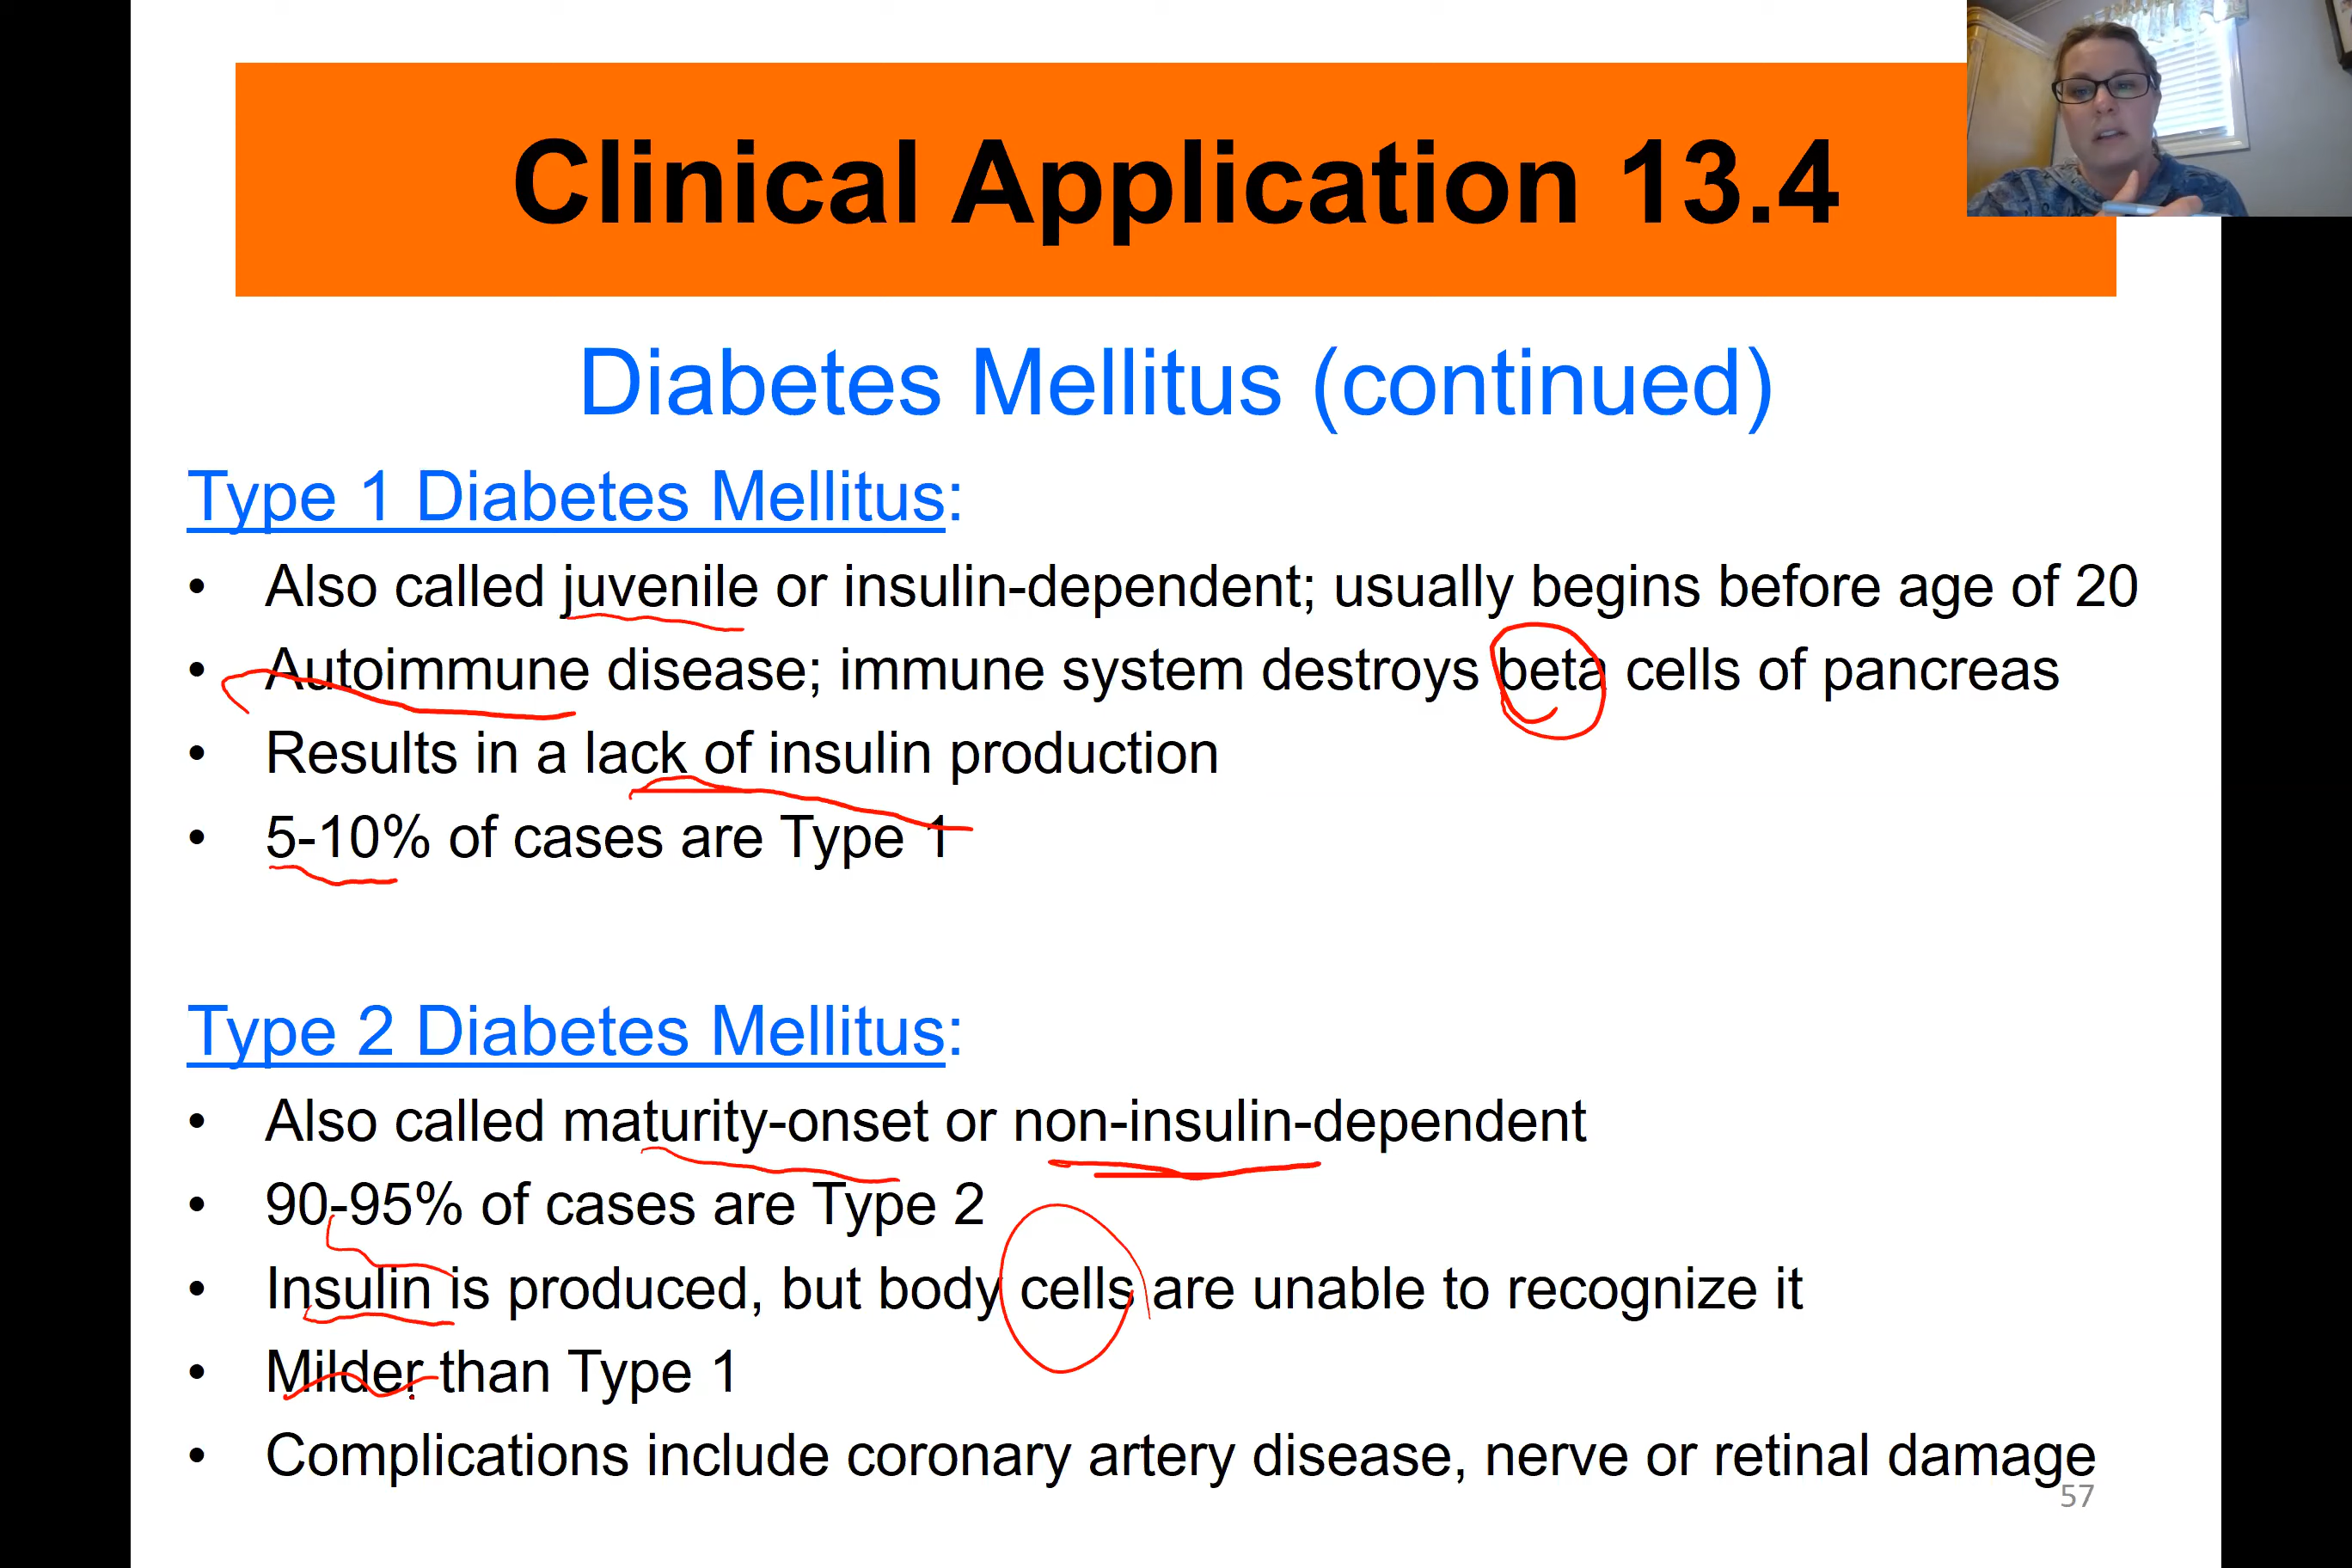 Clinical Application 13.4
Diabetes Mellitus (continued)
Type 1 Diabetes Mellitus:
• Also called juvenile or insulin-dependent; usually begins before age of 20
• Autoimmune disease; immune system destroys beta cells of pancreas
• Results in a lack of insulin production
• 5-10% of cases are Type 1
Type 2 Diabetes Mellitus:
• Also called maturity-onset or non-insulin-dependent
• 90-95% of cases are Type 2
• Insulin is produced, but body cells are unable to recognize it
• Milder than Type 1
• Complications include coronary artery disease, nerve or retinal damage
57